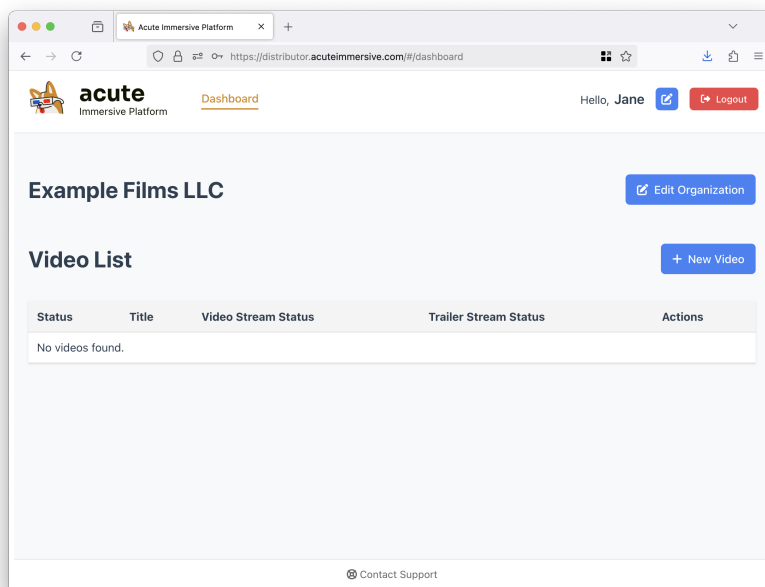 Acute Immersive Platform
https://distributor.acuteimmersive.com/#/dashboard
acute
Immersive Platform
Dashboard
Hello, Jane
Logout
Example Films LLC
Edit Organization
Video List
+ New Video
Status Title Video Stream Status Trailer Stream Status Actions
No videos found.
Contact Support